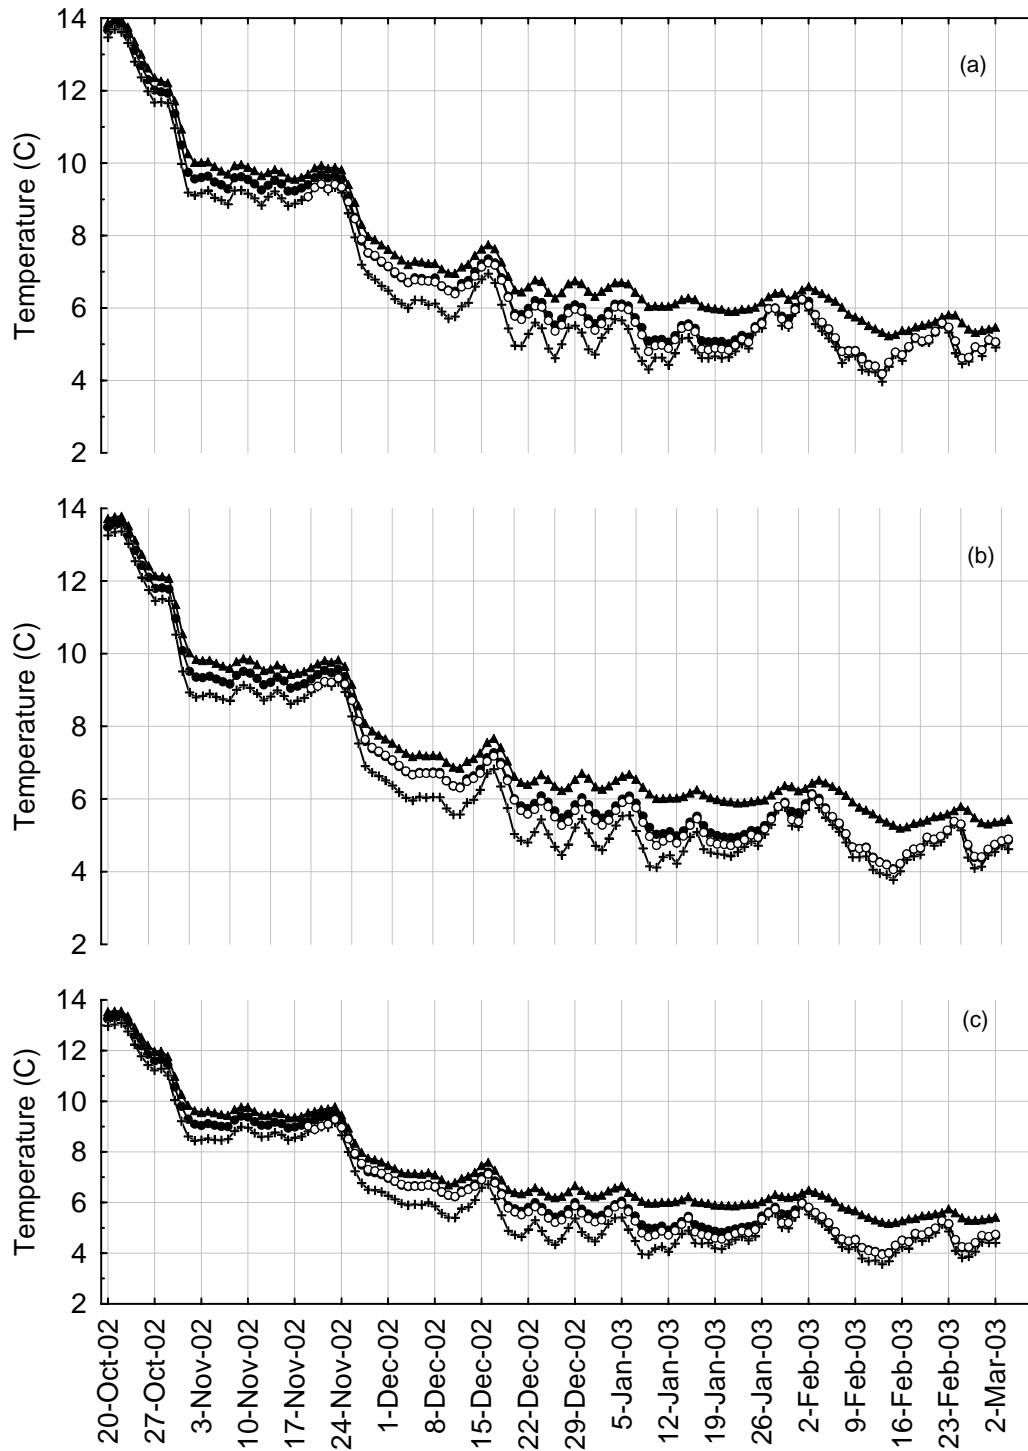 14
12
10
8
6
4
2
Temperature (C)
(a)
14
12
10
8
6
4
2
Temperature (C)
(b)
14
12
10
8
6
4
2
Temperature (C)
(c)
20-Oct-02
27-Oct-02
3-Nov-02
10-Nov-02
17-Nov-02
24-Nov-02
1-Dec-02
8-Dec-02
15-Dec-02
22-Dec-02
29-Dec-02
5-Jan-03
12-Jan-03
19-Jan-03
26-Jan-03
2-Feb-03
9-Feb-03
16-Feb-03
23-Feb-03
2-Mar-03